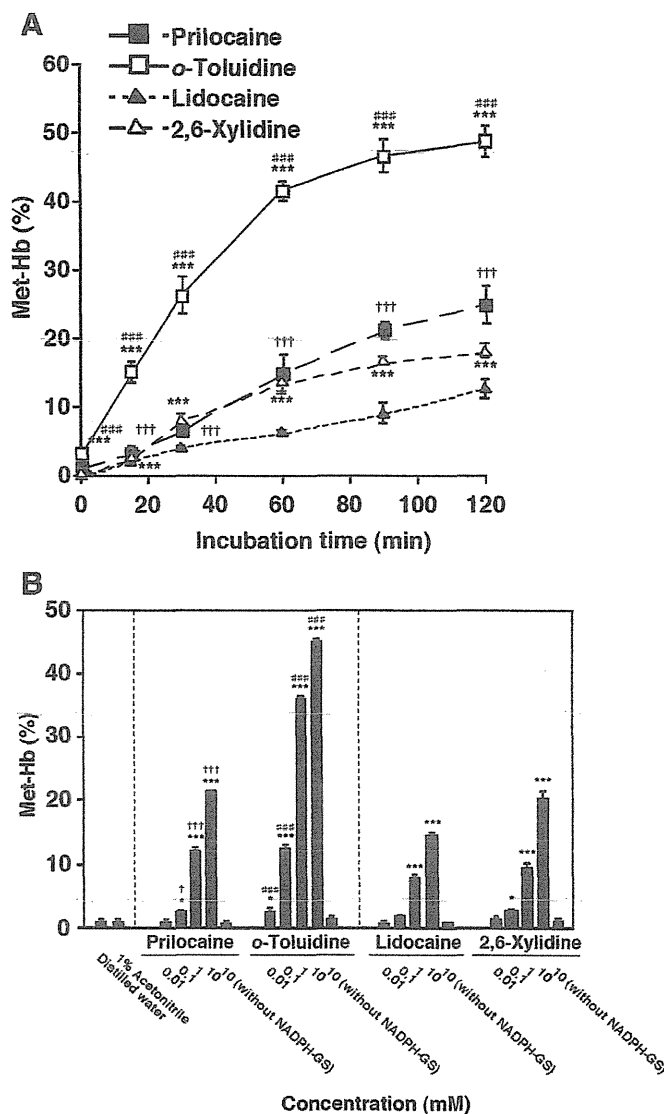 A
Prilocaine
o-Toluidine
Lidocaine
2,6-Xylidine
Met-Hb (%)
60
50
40
30
20
10
0
### ***
### ***
### ***
### ***
### ***
### ***
†††
†††
†††
†††
†††
***
***
***
***
***
0 20 40 60 80 100 120
Incubation time (min)
B
Met-Hb (%)
50
40
30
20
10
0
† *
††† ***
††† ***
### *
### ***
### ***
### ***
***
***
*
***
***
Prilocaine o-Toluidine Lidocaine 2,6-Xylidine
Distilled water
1% Acetonitrile
0.01 0.1 1 10 10 (without NADPH-GS)
0.01 0.1 1 10 10 (without NADPH-GS)
0.01 0.1 1 10 10 (without NADPH-GS)
0.01 0.1 1 10 10 (without NADPH-GS)
Concentration (mM)